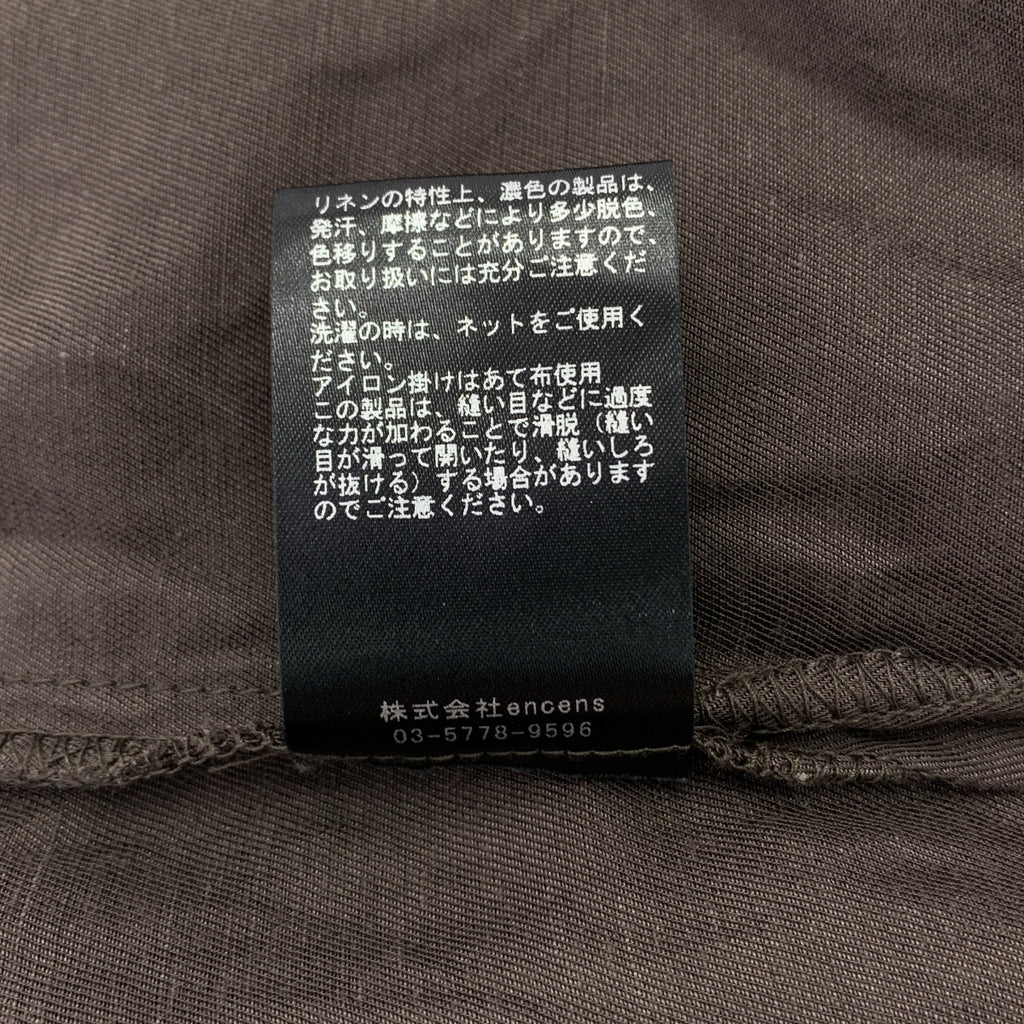 リネンの特性上、濃色の製品は、
発汗、摩擦などにより多少脱色、
色移りすることがありますので、
お取り扱いには充分ご注意くだ
さい。
洗濯の時は、ネットをご使用く
ださい。
アイロン掛けはあて布使用
この製品は、縫い目などに過度
な力が加わることで滑脱（縫い
目が滑って開いたり、縫いしろ
が抜ける）する場合があります
のでご注意ください。
株式会社encens
03-5778-9596